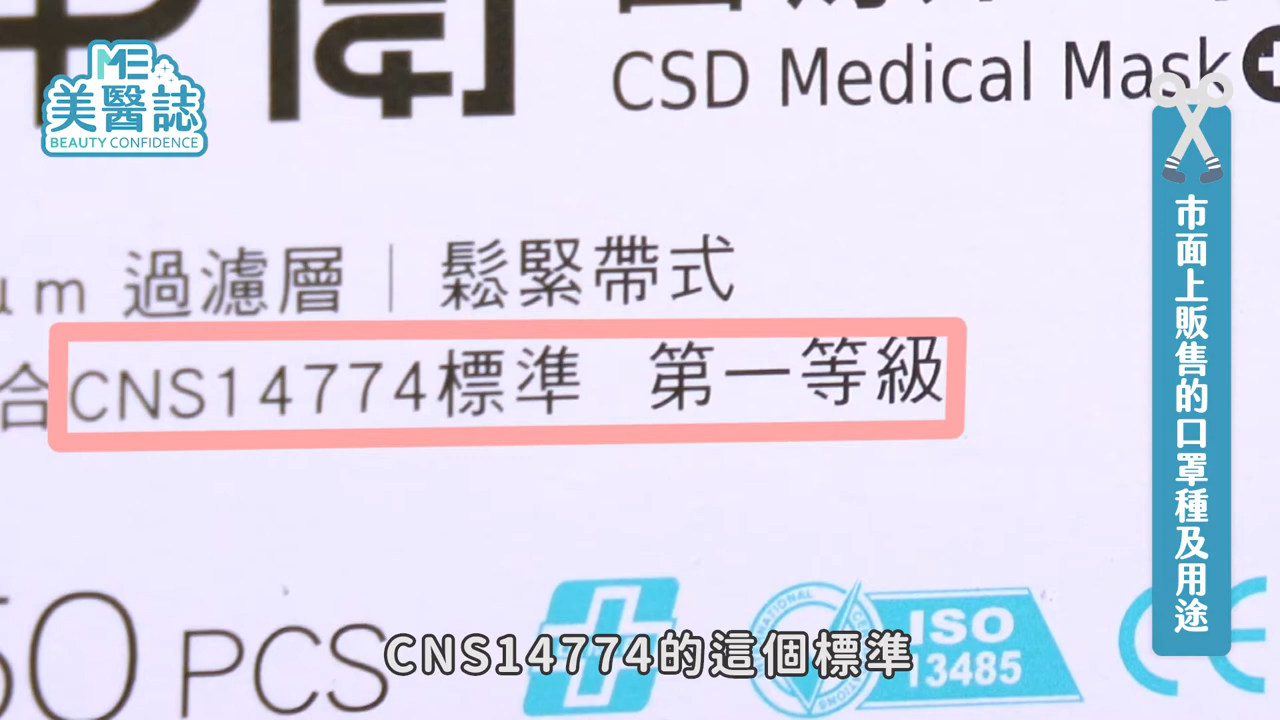 CSD Medical Mask
ME
美醫誌
BEAUTY CONFIDENCE
市面上販售的口罩種及用途
μm 過濾層｜鬆緊帶式
合CNS14774標準 第一等級
50 PCS
ISO
13485
CE
CNS14774的這個標準